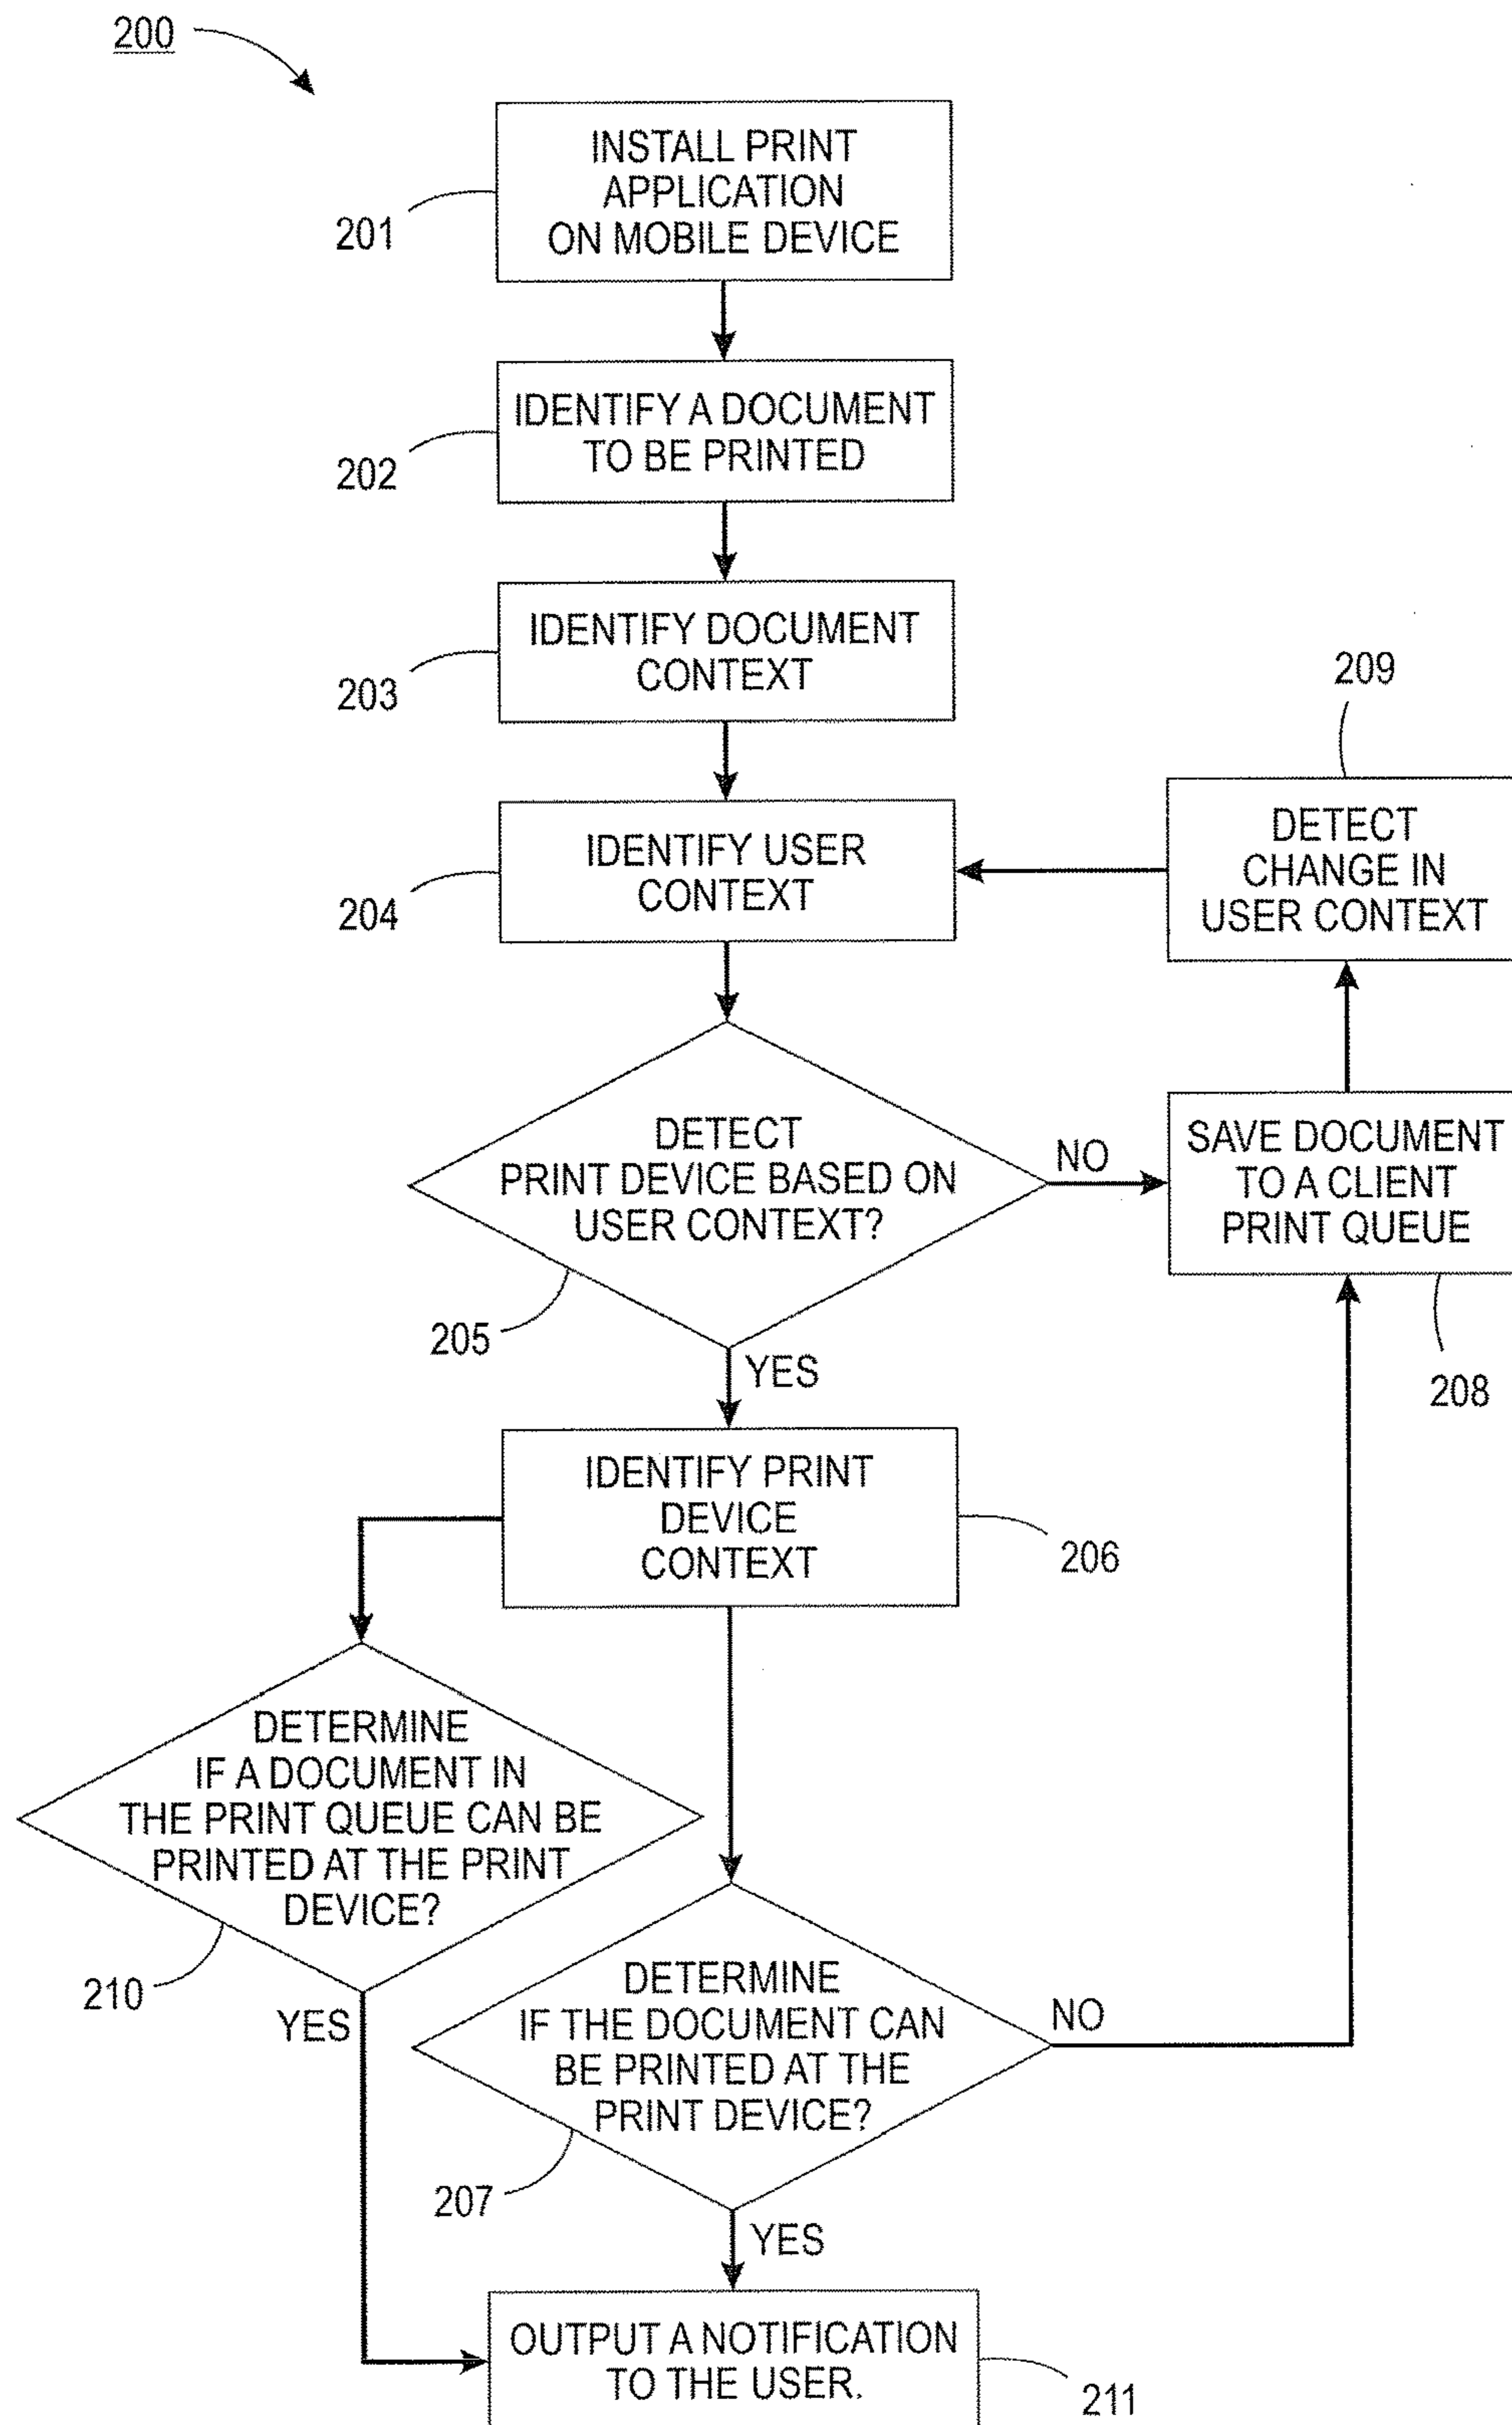 200
INSTALL PRINT
APPLICATION
ON MOBILE DEVICE
201
IDENTIFY A DOCUMENT
TO BE PRINTED
202
IDENTIFY DOCUMENT
CONTEXT
203
209
IDENTIFY USER
CONTEXT
204
DETECT
CHANGE IN
USER CONTEXT
DETECT
PRINT DEVICE BASED ON
USER CONTEXT?
205
NO
SAVE DOCUMENT
TO A CLIENT
PRINT QUEUE
208
YES
IDENTIFY PRINT
DEVICE
CONTEXT
206
DETERMINE
IF A DOCUMENT IN
THE PRINT QUEUE CAN BE
PRINTED AT THE PRINT
DEVICE?
210
YES
DETERMINE
IF THE DOCUMENT CAN
BE PRINTED AT THE
PRINT DEVICE?
207
NO
YES
OUTPUT A NOTIFICATION
TO THE USER.
211